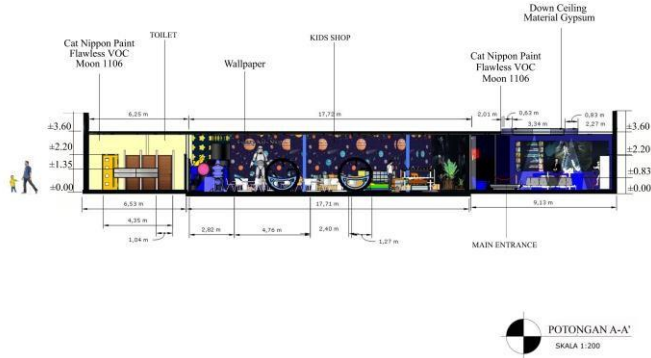 Down Ceiling
Material Gypsum
Cat Nippon Paint
Flawless VOC
Moon 1106
TOILET
KIDS SHOP
Wallpaper
Cat Nippon Paint
Flawless VOC
Moon 1106
6,25 m
17,72 m
2,01 m
0,63 m
3,34 m
0,83 m
2,27 m
±3.60
±2.20
±1.35
±0.00
±3.60
±2.20
±0.83
±0.00
6,53 m
17,71 m
9,13 m
4,35 m
1,04 m
2,82 m
4,76 m
2,40 m
1,27 m
MAIN ENTRANCE
POTONGAN A-A'
SKALA 1:200